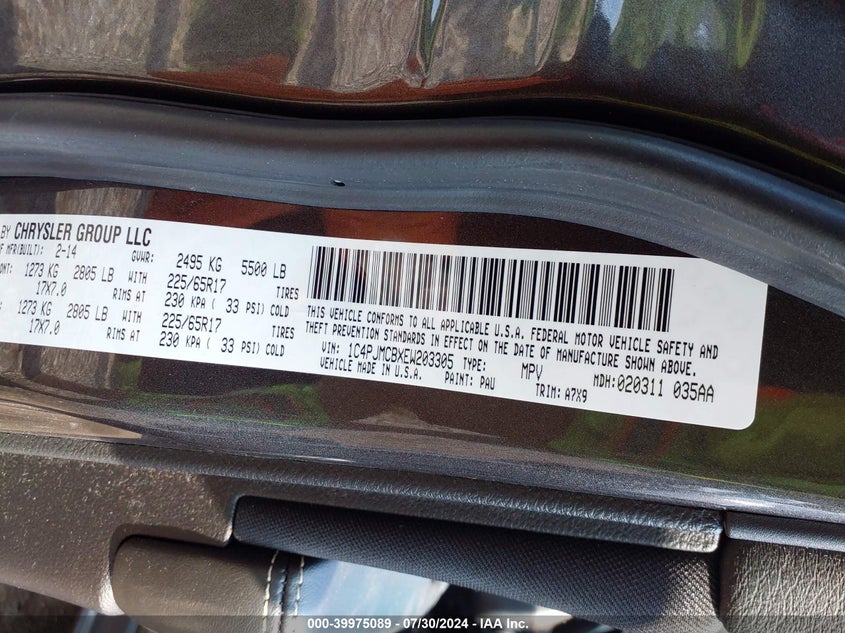 BY CHRYSLER GROUP LLC
F MFR(BUILT): 2-14 GVWR: 2495 KG 5500 LB
ONT: 1273 KG 2805 LB WITH 225/65R17 TIRES
17X7.0 RIMS AT 230 KPA ( 33 PSI) COLD
: 1273 KG 2805 LB WITH 225/65R17 TIRES
17X7.0 RIMS AT 230 KPA ( 33 PSI) COLD
THIS VEHICLE CONFORMS TO ALL APPLICABLE U.S.A. FEDERAL MOTOR VEHICLE SAFETY AND
THEFT PREVENTION STANDARDS IN EFFECT ON THE DATE OF MANUFACTURE SHOWN ABOVE.
VIN: 1C4PJMCBXEW203305 TYPE: MPV MDH:020311 035AA
VEHICLE MADE IN U.S.A. PAINT: PAU TRIM: A7X9
000-39975089 - 07/30/2024 - IAA Inc.